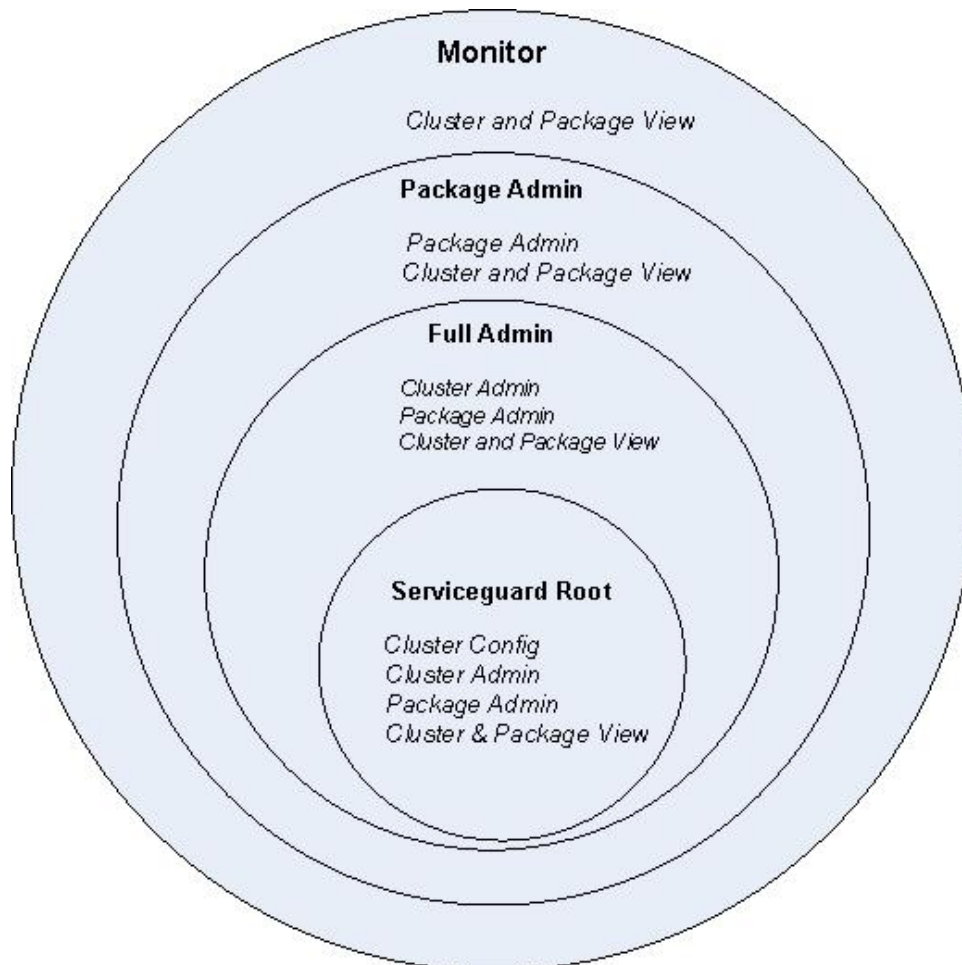 Monitor
Cluster and Package View
Package Admin
Package Admin
Cluster and Package View
Full Admin
Cluster Admin
Package Admin
Cluster and Package View
Serviceguard Root
Cluster Config
Cluster Admin
Package Admin
Cluster & Package View